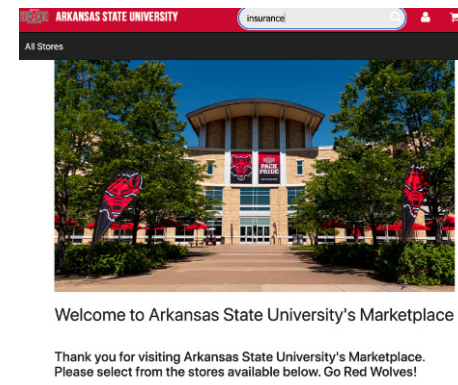 ARKANSAS STATE UNIVERSITY
insurance
All Stores
PACK
PRIDE
Welcome to Arkansas State University's Marketplace
Thank you for visiting Arkansas State University's Marketplace.
Please select from the stores available below. Go Red Wolves!